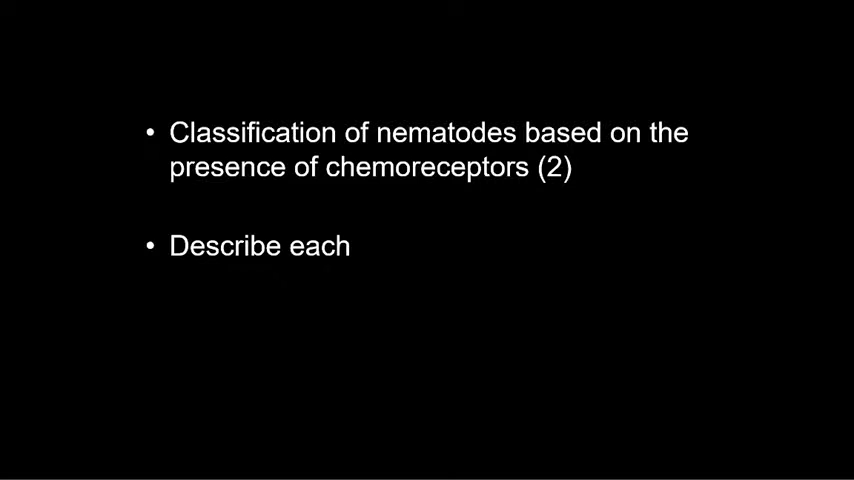 • Classification of nematodes based on the
presence of chemoreceptors (2)
• Describe each